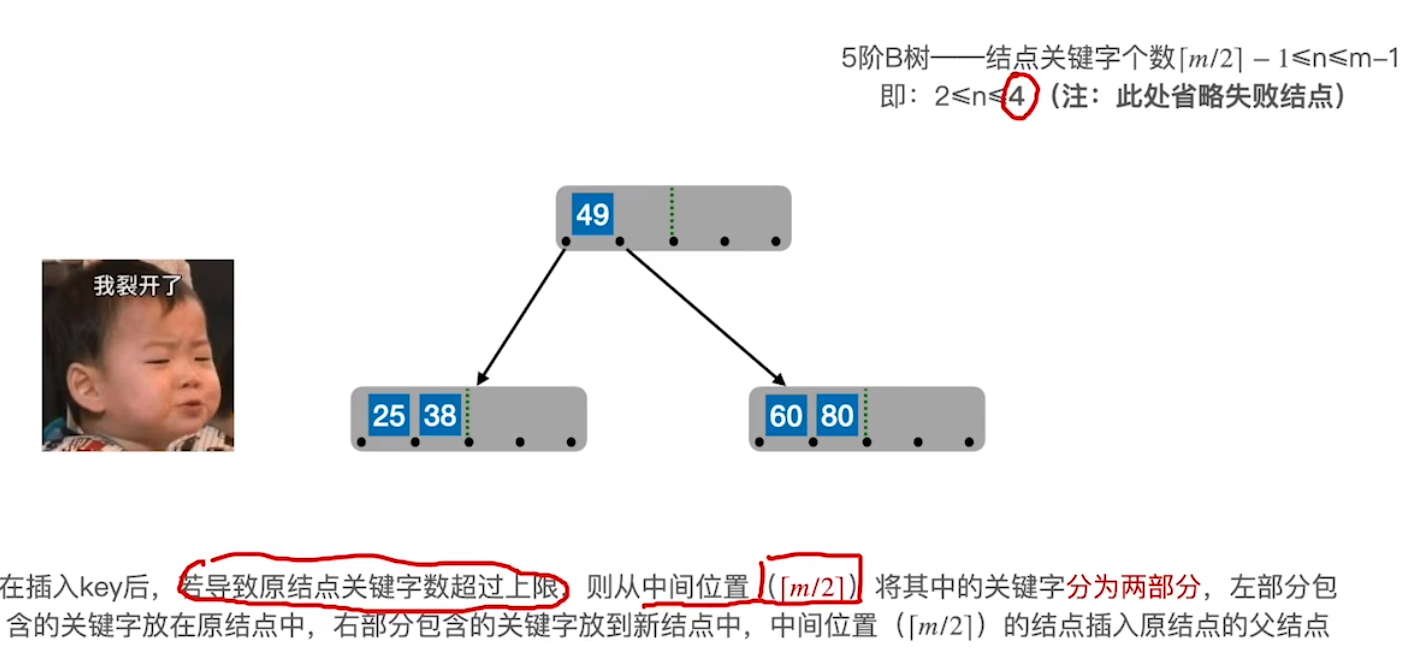 5阶B树——结点关键字个数⌈m/2⌉ − 1≤n≤m–1
即：2≤n≤4（注：此处省略失败结点）
49
我裂开了
25 38
60 80
在插入key后，若导致原结点关键字数超过上限，则从中间位置（⌈m/2⌉）将其中的关键字分为两部分，左部分包
含的关键字放在原结点中，右部分包含的关键字放到新结点中，中间位置（⌈m/2⌉）的结点插入原结点的父结点